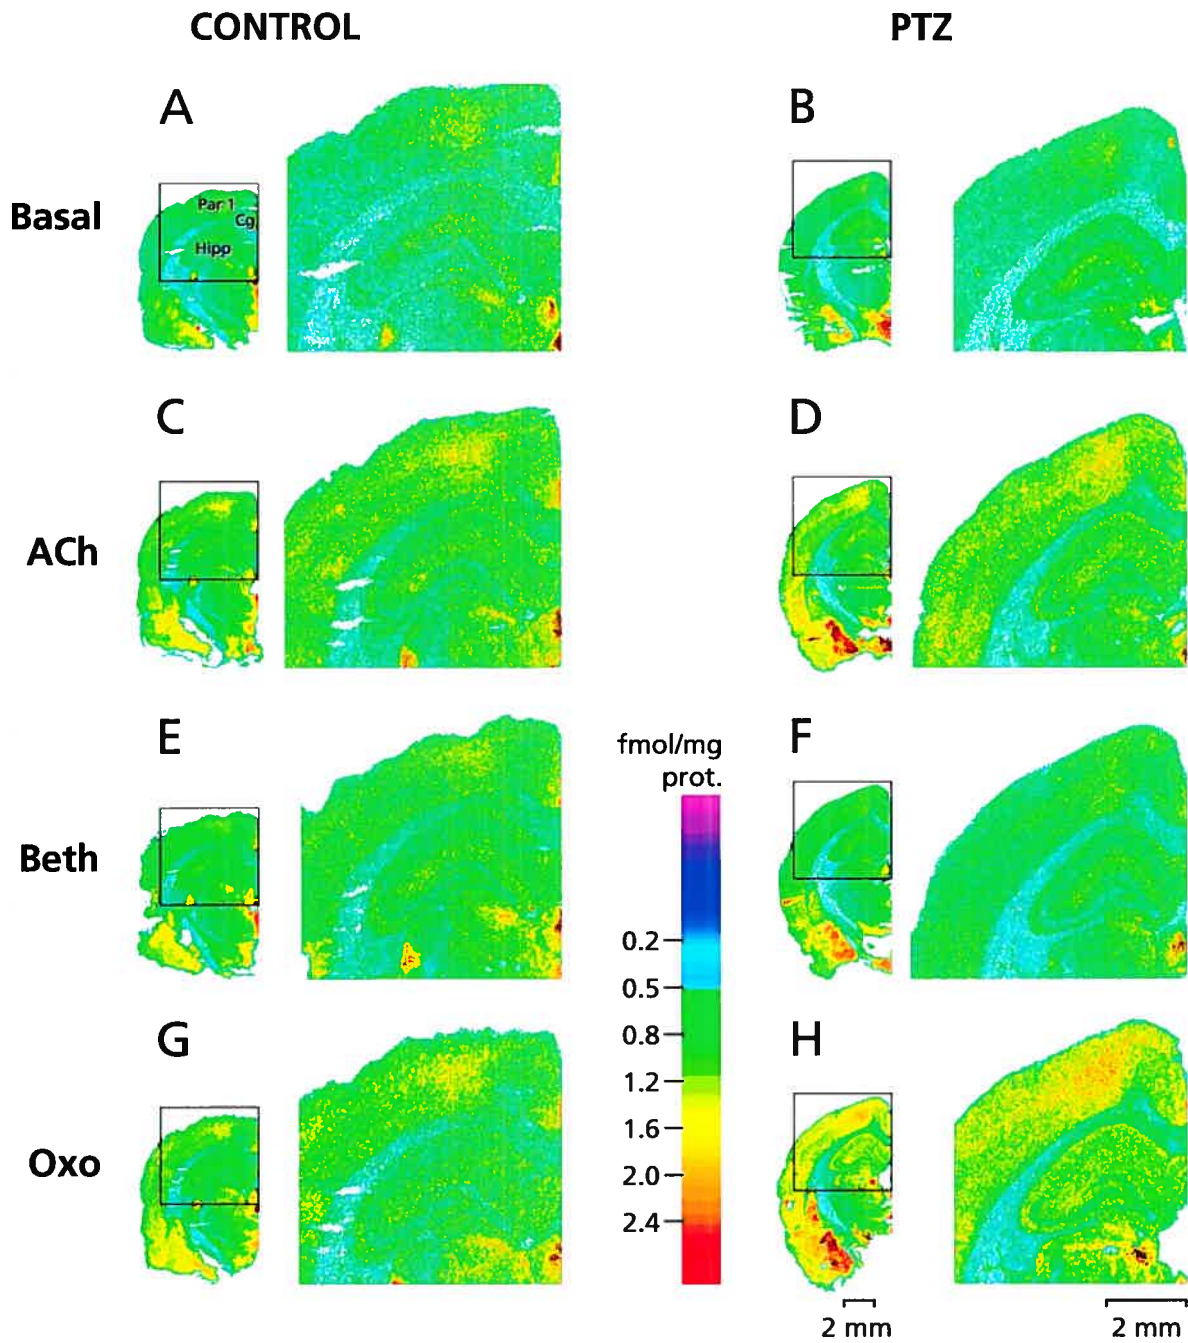 CONTROL
PTZ
A
B
Basal
Par 1
Cg
Hipp
C
D
ACh
E
F
fmol/mg
prot.
Beth
0.2
0.5
0.8
1.2
1.6
2.0
2.4
G
H
Oxo
2 mm
2 mm